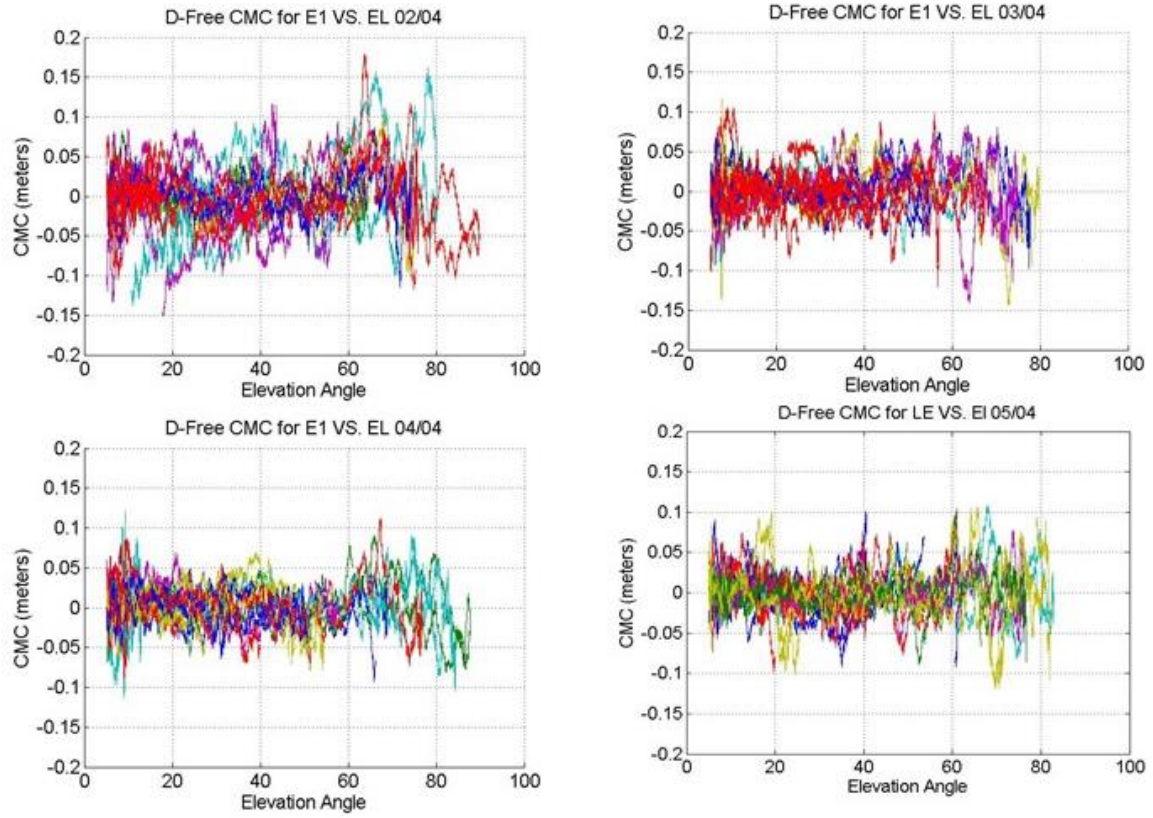 D-Free CMC for E1 VS. EL 02/04
0.2
0.15
0.1
0.05
0
-0.05
-0.1
-0.15
-0.2
CMC (meters)
0 20 40 60 80 100
Elevation Angle
D-Free CMC for E1 VS. EL 03/04
0.2
0.15
0.1
0.05
0
-0.05
-0.1
-0.15
-0.2
CMC (meters)
0 20 40 60 80 100
Elevation Angle
D-Free CMC for E1 VS. EL 04/04
0.2
0.15
0.1
0.05
0
-0.05
-0.1
-0.15
-0.2
CMC (meters)
0 20 40 60 80 100
Elevation Angle
D-Free CMC for LE VS. El 05/04
0.2
0.15
0.1
0.05
0
-0.05
-0.1
-0.15
-0.2
CMC (meters)
0 20 40 60 80 100
Elevation Angle